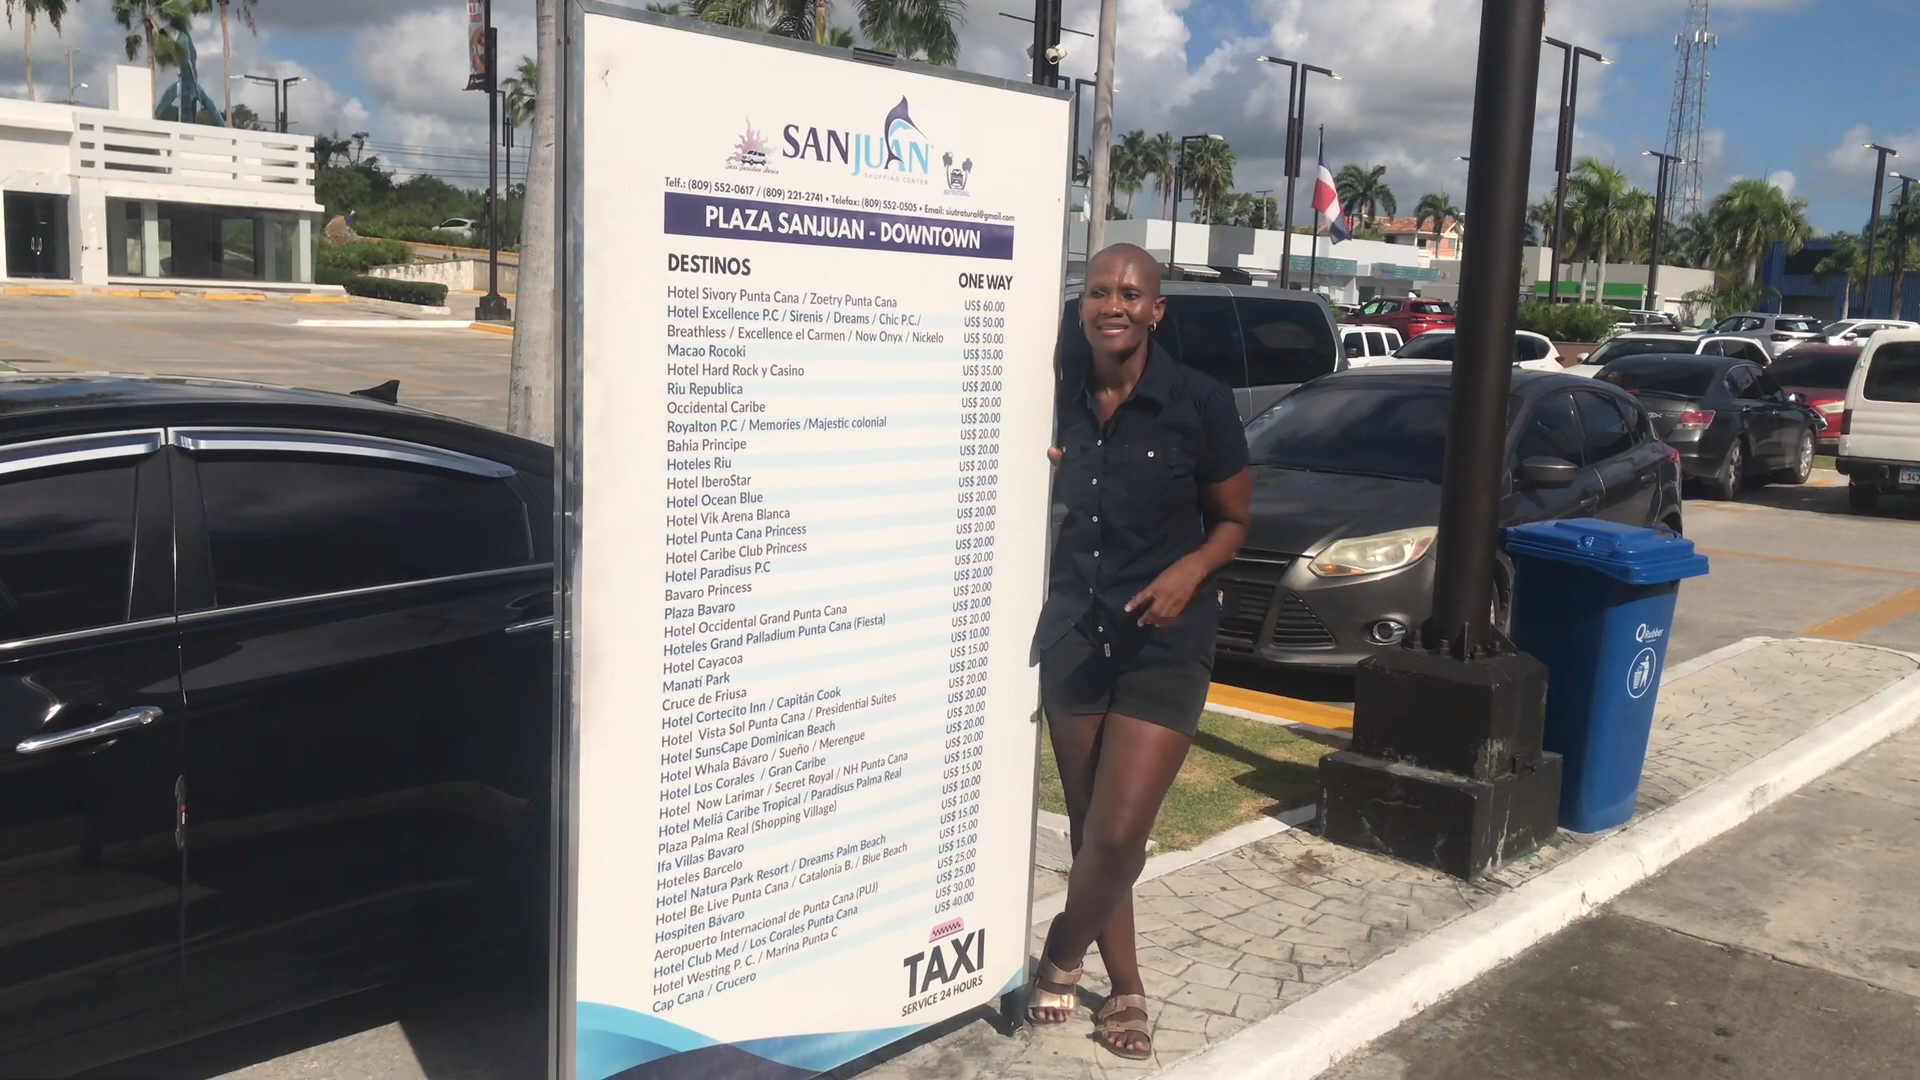 SANJUAN
SHOPPING CENTER
Telf.: (809) 552-0617 / (809) 221-2741 • Telefax: (809) 552-0505 • Email: siutratural@gmail.com
PLAZA SANJUAN - DOWNTOWN
DESTINOS ONE WAY
Hotel Sivory Punta Cana / Zoetry Punta Cana US$ 60.00
Hotel Excellence P.C / Sirenis / Dreams / Chic P.C./ US$ 50.00
Breathless / Excellence el Carmen / Now Onyx / Nickelo US$ 50.00
Macao Rocoki US$ 35.00
Hotel Hard Rock y Casino US$ 35.00
Riu Republica US$ 20.00
Occidental Caribe US$ 20.00
Royalton P.C / Memories /Majestic colonial US$ 20.00
Bahia Principe US$ 20.00
Hoteles Riu US$ 20.00
Hotel IberoStar US$ 20.00
Hotel Ocean Blue US$ 20.00
Hotel Vik Arena Blanca US$ 20.00
Hotel Punta Cana Princess US$ 20.00
Hotel Caribe Club Princess US$ 20.00
Hotel Paradisus P.C US$ 20.00
Bavaro Princess US$ 20.00
Plaza Bavaro US$ 20.00
Hotel Occidental Grand Punta Cana US$ 20.00
Hoteles Grand Palladium Punta Cana (Fiesta) US$ 20.00
Hotel Cayacoa US$ 20.00
Manatí Park US$ 10.00
Cruce de Friusa US$ 15.00
Hotel Cortecito Inn / Capitán Cook US$ 20.00
Hotel Vista Sol Punta Cana / Presidential Suites US$ 20.00
Hotel SunsCape Dominican Beach US$ 20.00
Hotel Whala Bávaro / Sueño / Merengue US$ 20.00
Hotel Los Corales / Gran Caribe US$ 20.00
Hotel Now Larimar / Secret Royal / NH Punta Cana US$ 20.00
Hotel Meliá Caribe Tropical / Paradisus Palma Real US$ 15.00
Plaza Palma Real (Shopping Village) US$ 15.00
Ifa Villas Bavaro US$ 10.00
Hoteles Barcelo US$ 10.00
Hotel Natura Park Resort / Dreams Palm Beach US$ 15.00
Hotel Be Live Punta Cana / Catalonia B. / Blue Beach US$ 15.00
Hospiten Bávaro US$ 15.00
Aeropuerto Internacional de Punta Cana (PUJ) US$ 25.00
Hotel Club Med / Los Corales Punta Cana US$ 25.00
Hotel Westing P. C. / Marina Punta C US$ 30.00
Cap Cana / Crucero US$ 40.00
TAXI
SERVICE 24 HOURS
Rubber